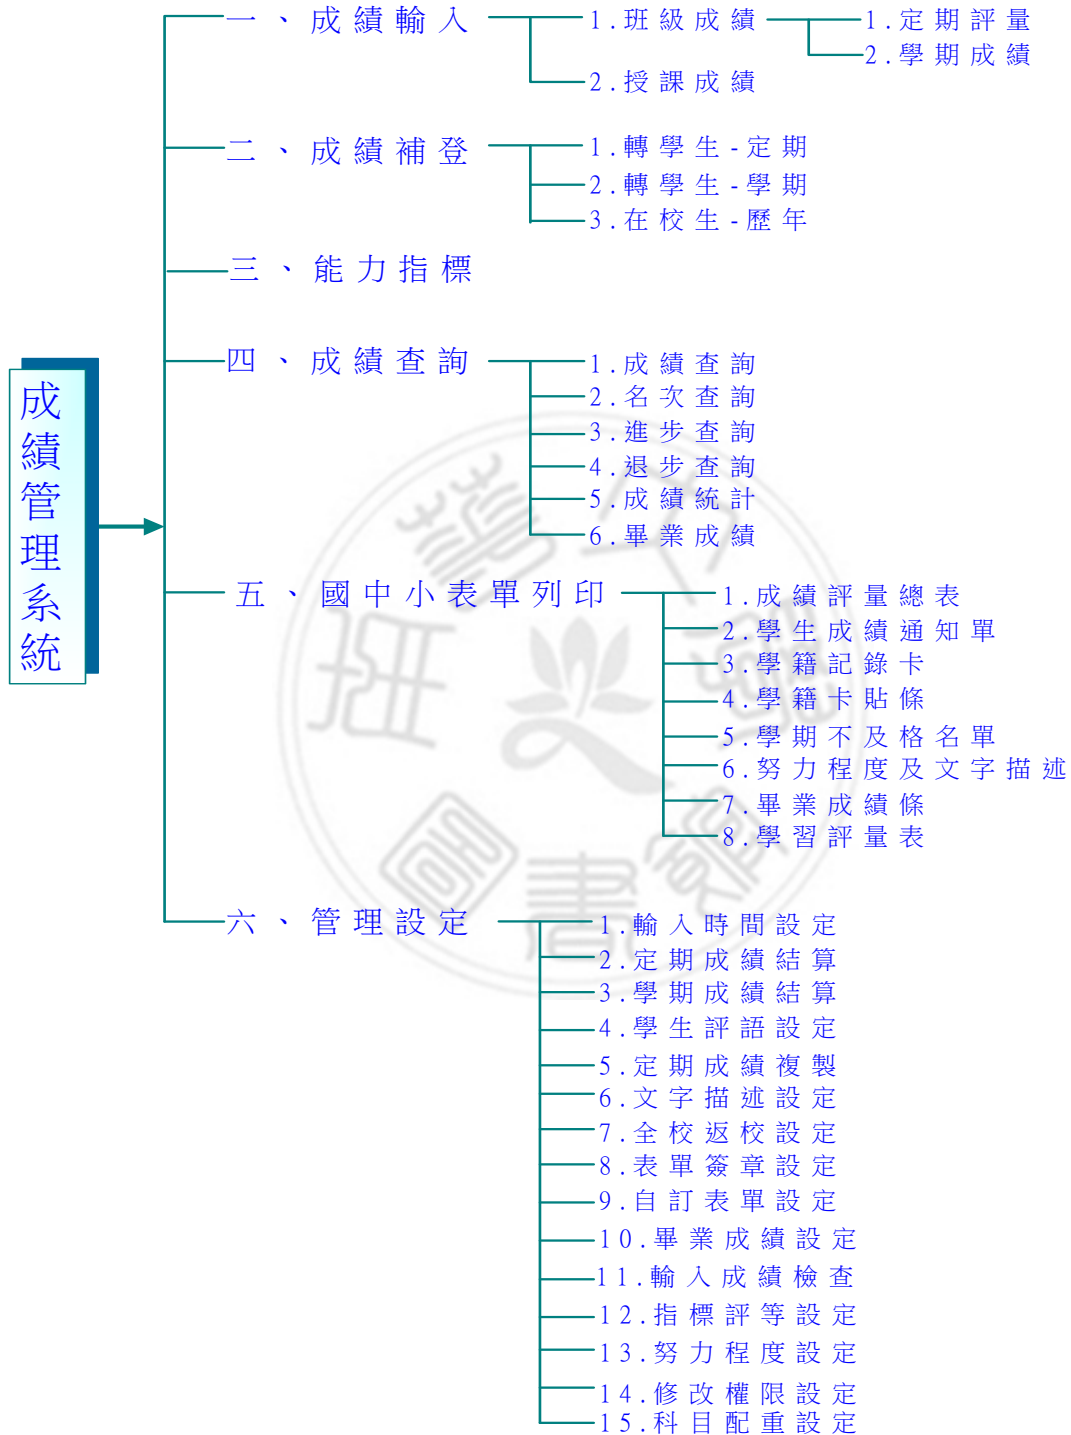 成績管理系統
一、成績輸入
1.班級成績
1.定期評量
2.學期成績
2.授課成績
二、成績補登
1.轉學生-定期
2.轉學生-學期
3.在校生-歷年
三、能力指標
四、成績查詢
1.成績查詢
2.名次查詢
3.進步查詢
4.退步查詢
5.成績統計
6.畢業成績
五、國中小表單列印
1.成績評量總表
2.學生成績通知單
3.學籍記錄卡
4.學籍卡貼條
5.學期不及格名單
6.努力程度及文字描述
7.畢業成績條
8.學習評量表
六、管理設定
1.輸入時間設定
2.定期成績結算
3.學期成績結算
4.學生評語設定
5.定期成績複製
6.文字描述設定
7.全校返校設定
8.表單簽章設定
9.自訂表單設定
10.畢業成績設定
11.輸入成績檢查
12.指標評等設定
13.努力程度設定
14.修改權限設定
15.科目配重設定